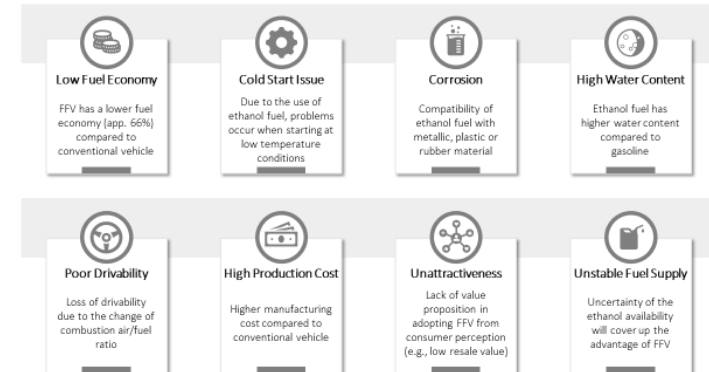 Low Fuel Economy
FFV has a lower fuel
economy (app. 66%)
compared to
conventional vehicle
Cold Start Issue
Due to the use of
ethanol fuel, problems
occur when starting at
low temperature
conditions
Corrosion
Compatibility of
ethanol fuel with
metallic, plastic or
rubber material
High Water Content
Ethanol fuel has
higher water content
compared to
gasoline
Poor Drivability
Loss of drivability
due to the change of
combustion air/fuel
ratio
High Production Cost
Higher manufacturing
cost compared to
conventional vehicle
Unattractiveness
Lack of value
proposition in
adopting FFV from
consumer perception
(e.g., low resale value)
Unstable Fuel Supply
Uncertainty of the
ethanol availability
will cover up the
advantage of FFV